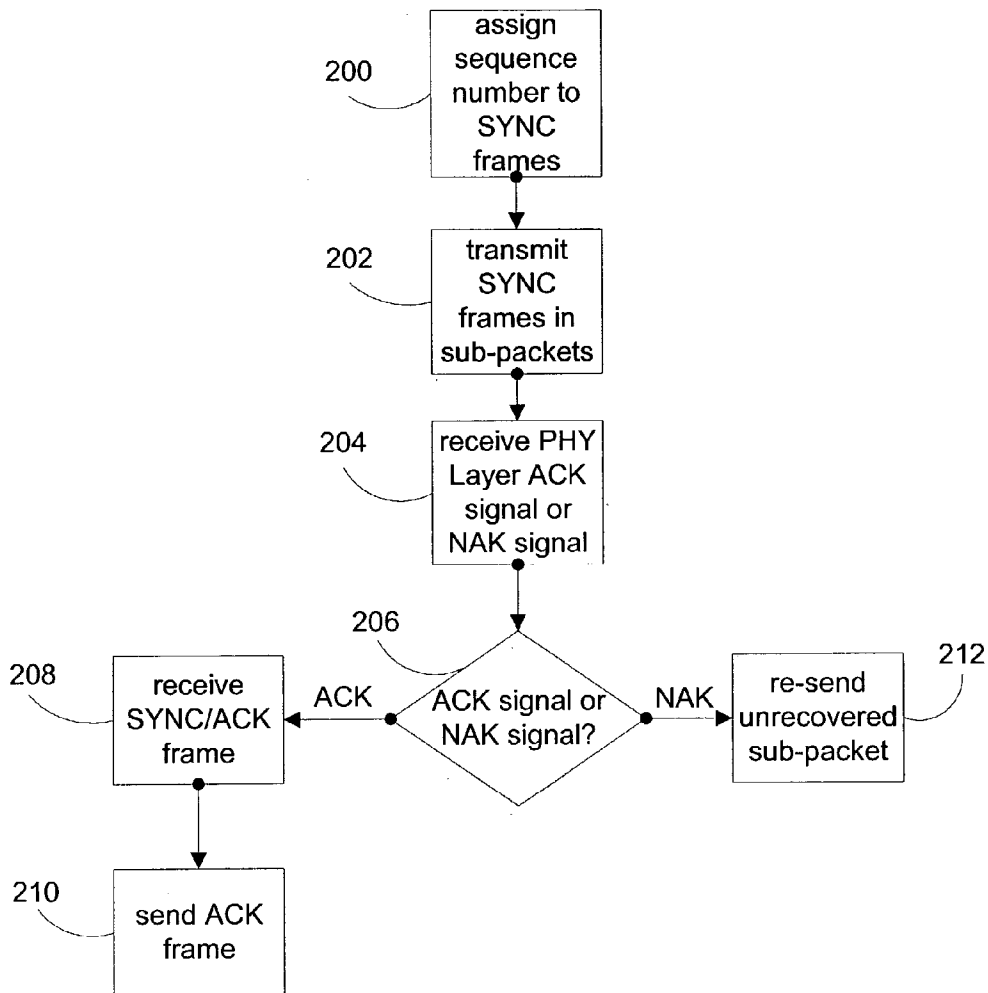 200
assign
sequence
number to
SYNC
frames
202
transmit
SYNC
frames in
sub-packets
204
receive PHY
Layer ACK
signal or
NAK signal
206
ACK signal or
NAK signal?
ACK
NAK
208
receive
SYNC/ACK
frame
212
re-send
unrecovered
sub-packet
210
send ACK
frame